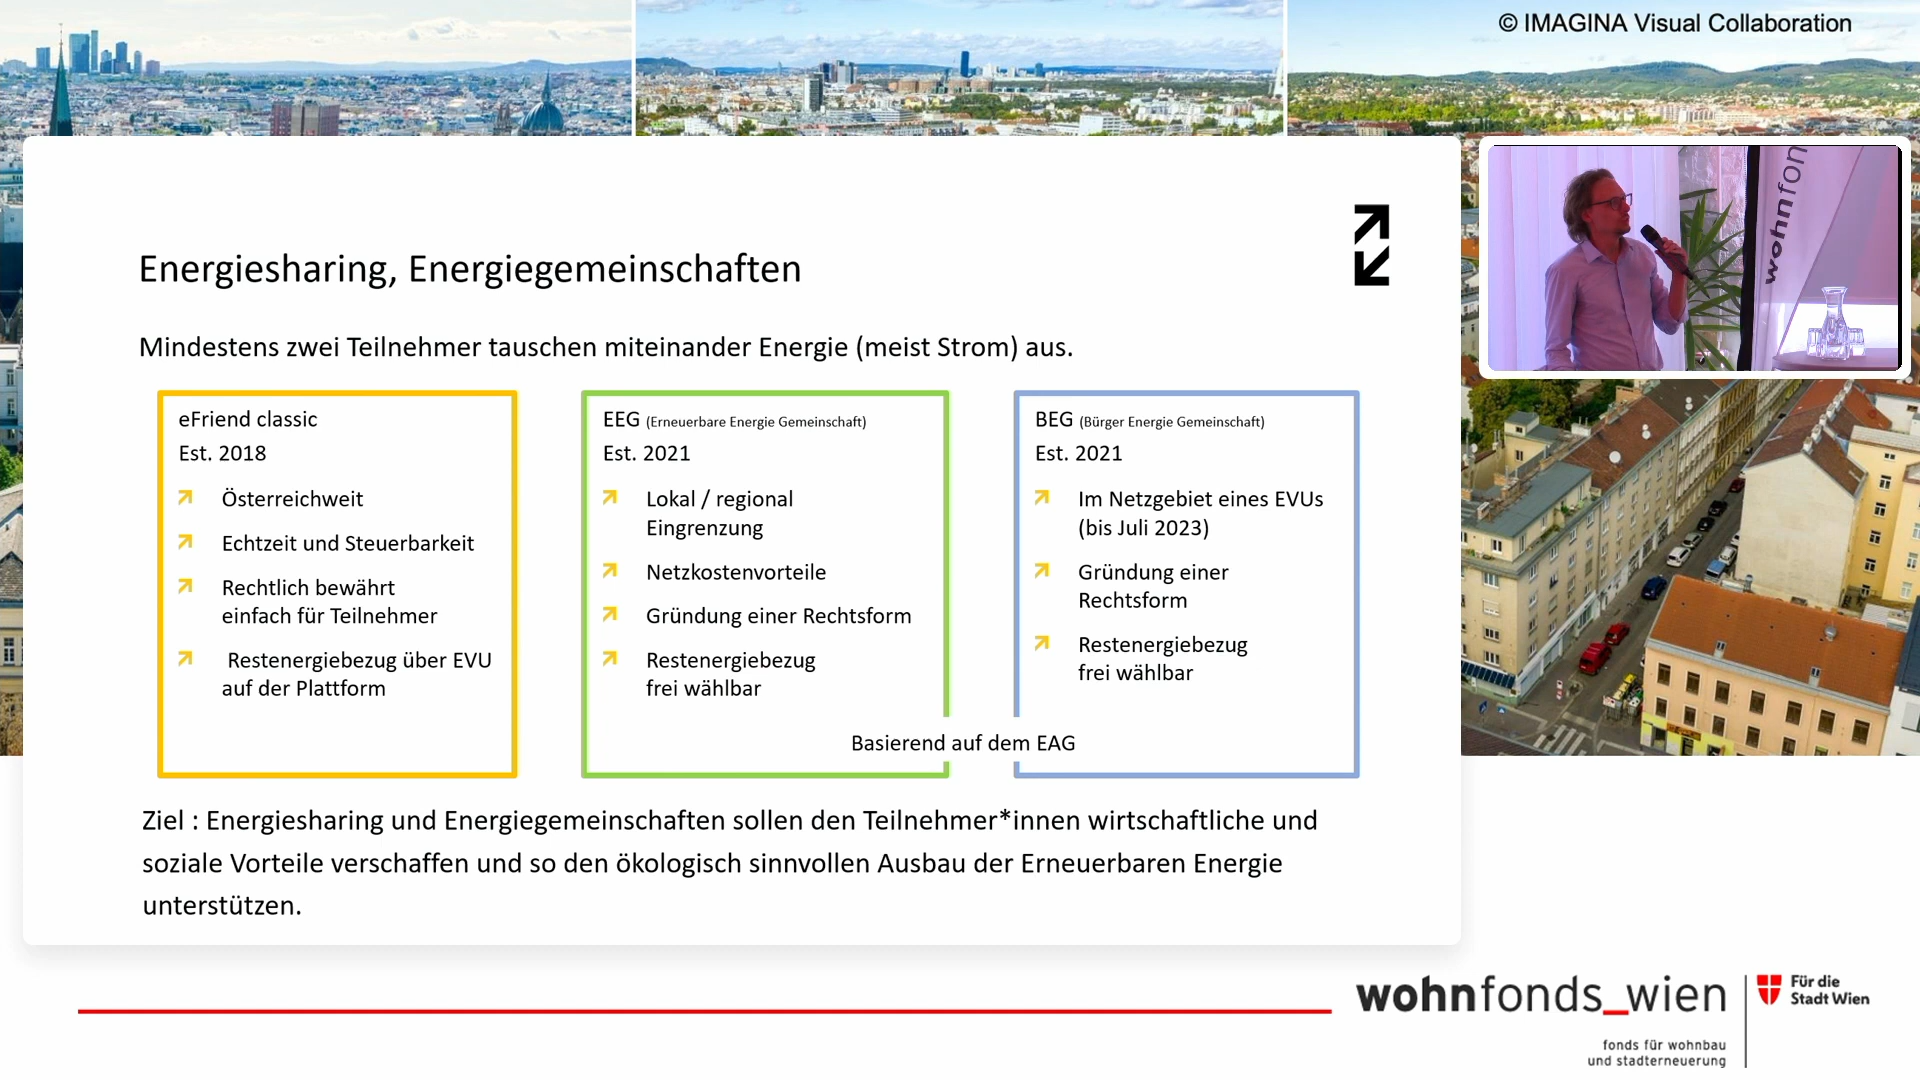 © IMAGINA Visual Collaboration
wohnfon
Energiesharing, Energiegemeinschaften
Mindestens zwei Teilnehmer tauschen miteinander Energie (meist Strom) aus.
eFriend classic
Est. 2018
Österreichweit
Echtzeit und Steuerbarkeit
Rechtlich bewährt
einfach für Teilnehmer
Restenergiebezug über EVU
auf der Plattform
EEG (Erneuerbare Energie Gemeinschaft)
Est. 2021
Lokal / regional
Eingrenzung
Netzkostenvorteile
Gründung einer Rechtsform
Restenergiebezug
frei wählbar
BEG (Bürger Energie Gemeinschaft)
Est. 2021
Im Netzgebiet eines EVUs
(bis Juli 2023)
Gründung einer
Rechtsform
Restenergiebezug
frei wählbar
Basierend auf dem EAG
Ziel : Energiesharing und Energiegemeinschaften sollen den Teilnehmer*innen wirtschaftliche und
soziale Vorteile verschaffen und so den ökologisch sinnvollen Ausbau der Erneuerbaren Energie
unterstützen.
wohnfonds_wien
fonds für wohnbau
und stadterneuerung
Für die
Stadt Wien